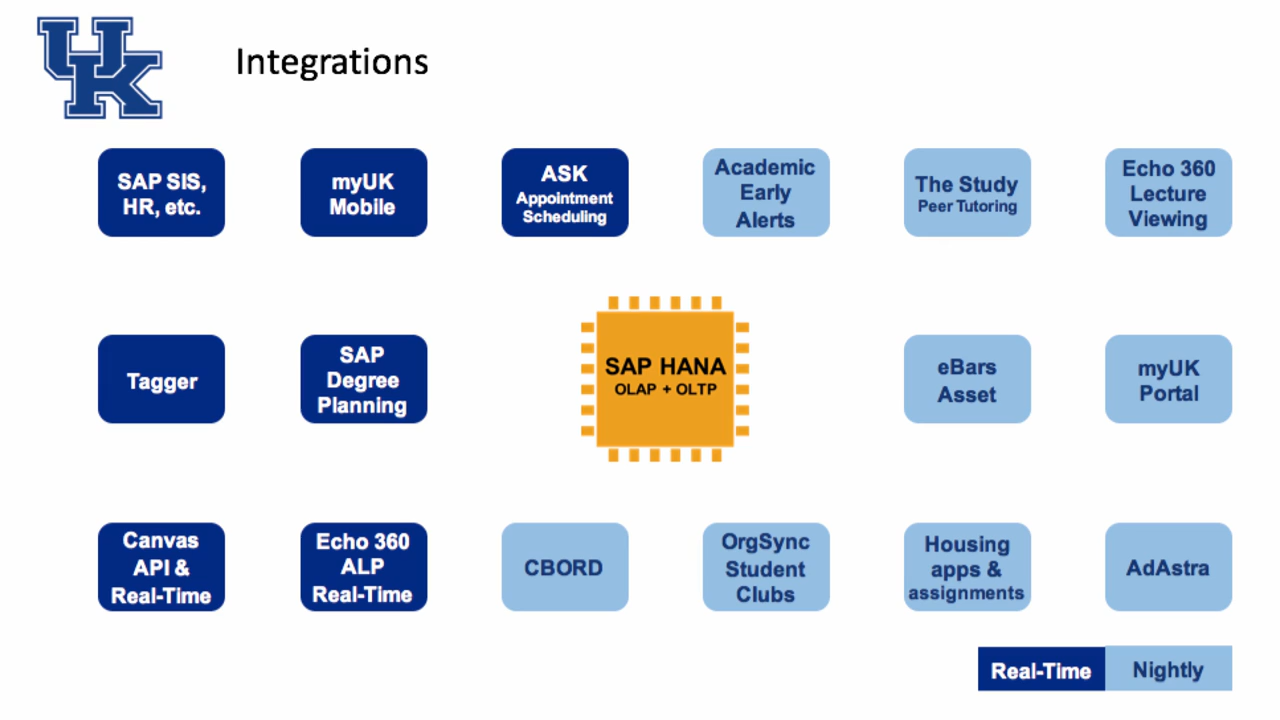 UK
Integrations
SAP SIS,
HR, etc.
myUK
Mobile
ASK
Appointment
Scheduling
Academic
Early
Alerts
The Study
Peer Tutoring
Echo 360
Lecture
Viewing
Tagger
SAP
Degree
Planning
SAP HANA
OLAP + OLTP
eBars
Asset
myUK
Portal
Canvas
API &
Real-Time
Echo 360
ALP
Real-Time
CBORD
OrgSync
Student
Clubs
Housing
apps &
assignments
AdAstra
Real-Time
Nightly